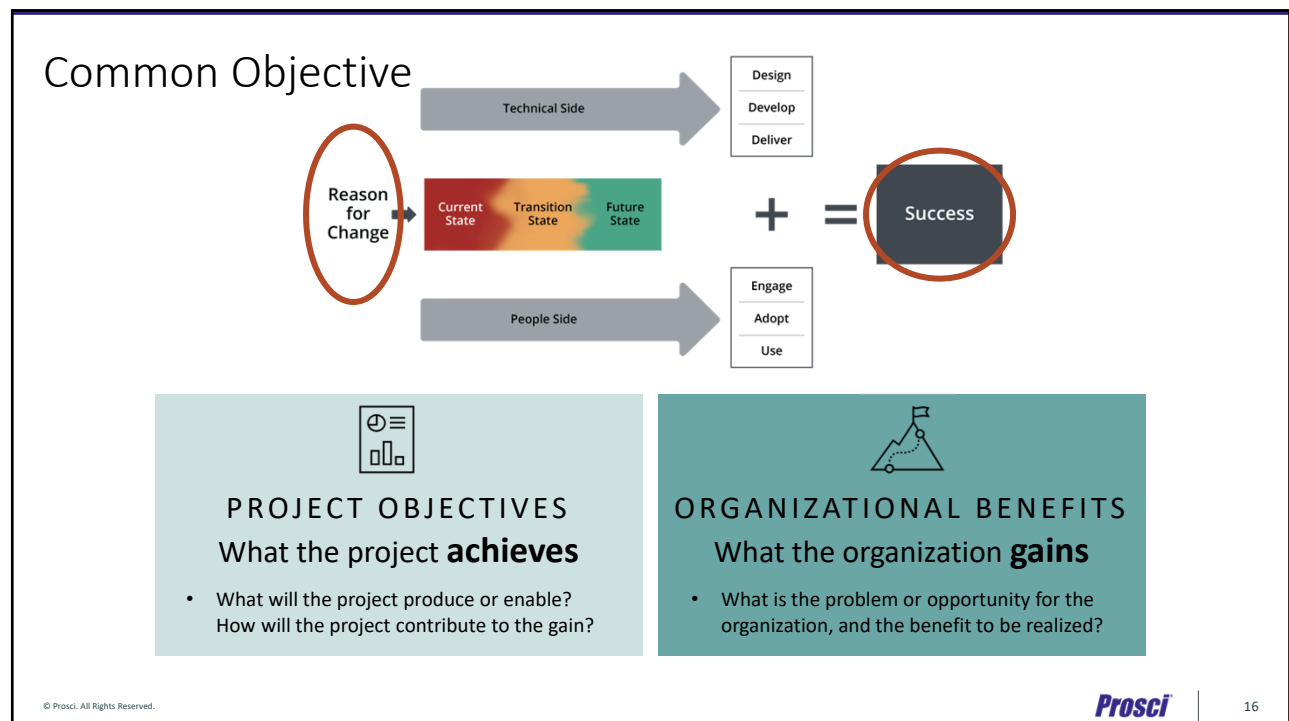 Common Objective
Technical Side
Design
Develop
Deliver
Reason
for
Change
Current
State
Transition
State
Future
State
+
=
Success
People Side
Engage
Adopt
Use
PROJECT OBJECTIVES
What the project achieves
• What will the project produce or enable?
How will the project contribute to the gain?
ORGANIZATIONAL BENEFITS
What the organization gains
• What is the problem or opportunity for the
organization, and the benefit to be realized?
© Prosci. All Rights Reserved.
Prosci
16